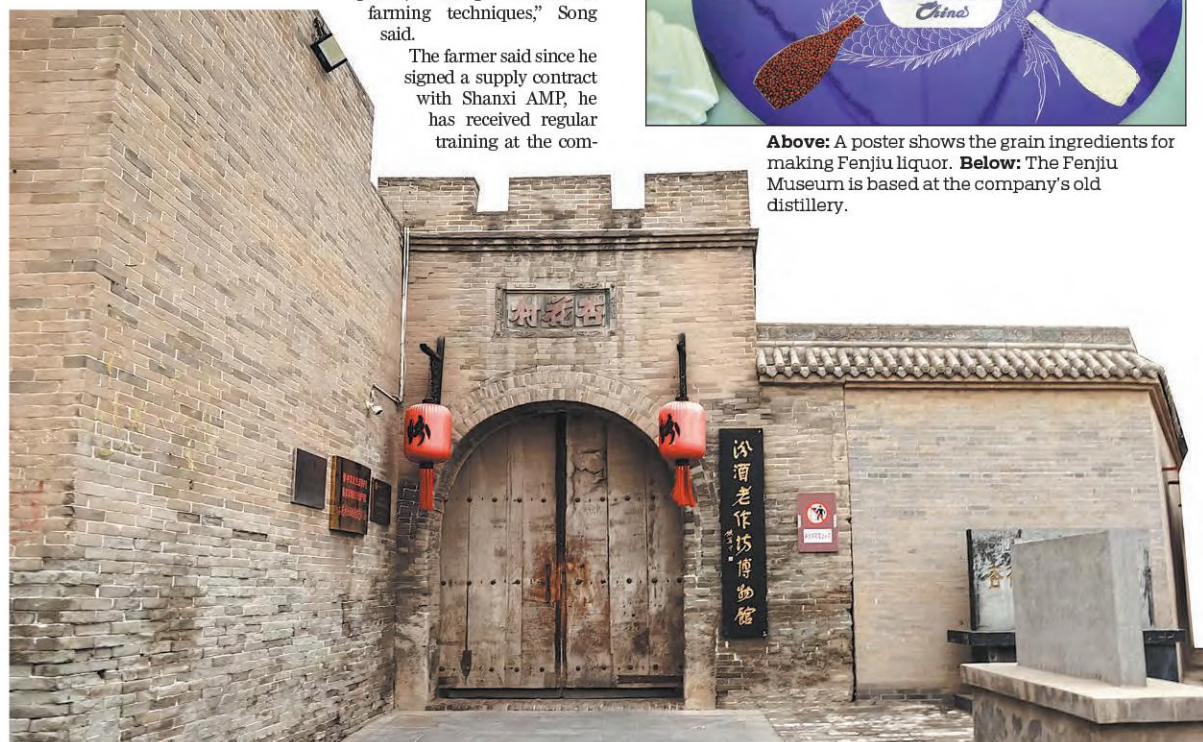 farming techniques,” Song
said.
The farmer said since he
signed a supply contract
with Shanxi AMP, he
has received regular
training at the com-
China
Above: A poster shows the grain ingredients for
making Fenjiu liquor. Below: The Fenjiu
Museum is based at the company’s old
distillery.
杏花村
汾
汾
汾酒老作坊博物館